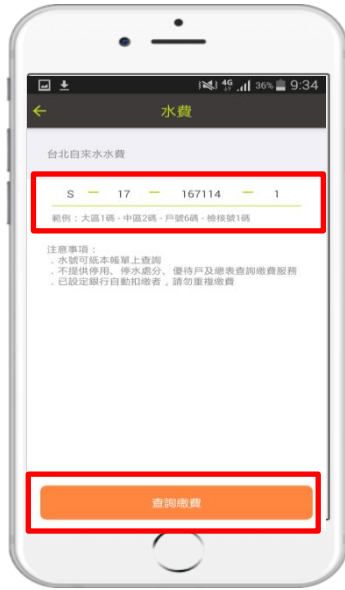 4G 36% 9:34
水費
台北自來水水費
S — 17 — 167114 — 1
範例：大區1碼 - 中區2碼 - 戶號6碼 - 檢核號1碼
注意事項：
．水號可紙本帳單上查詢
．不提供停用、停水處分、優待戶及總表查詢繳費服務
．已設定銀行自動扣繳者，請勿重複繳費
查詢繳費